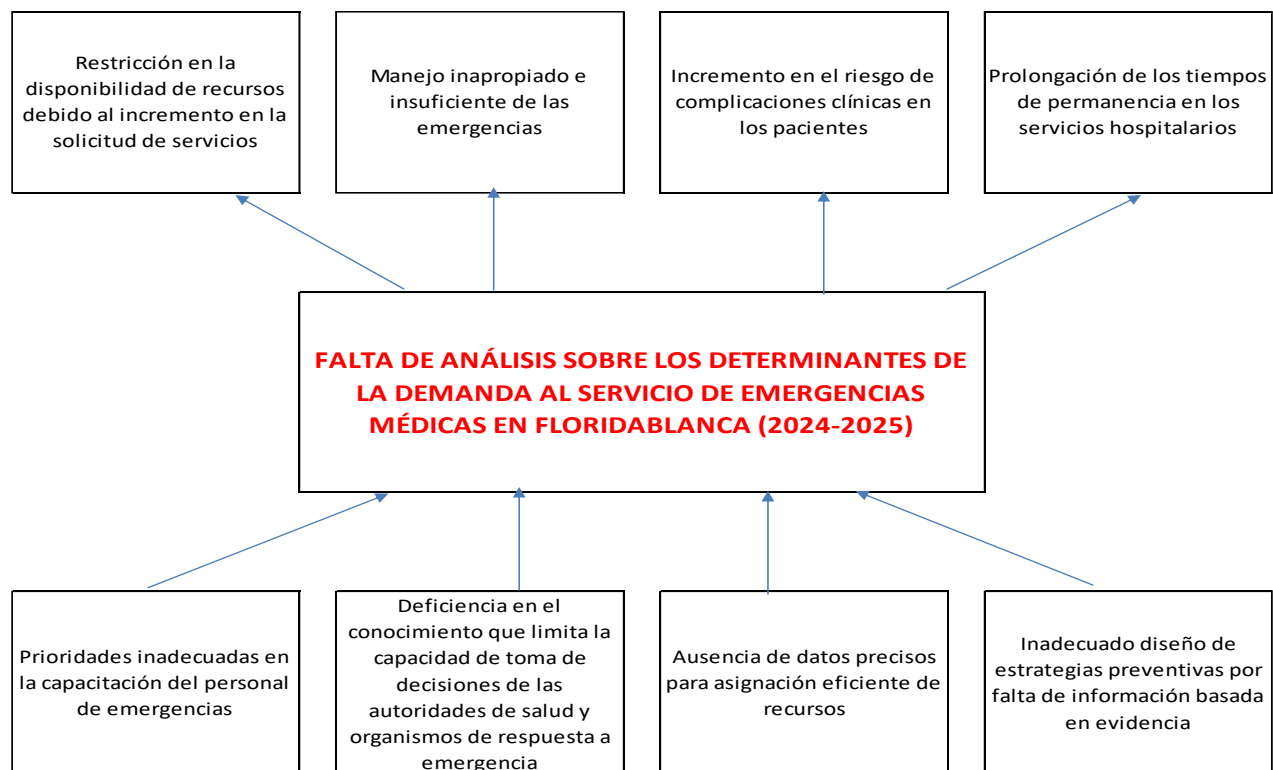 Restricción en la
disponibilidad de recursos
debido al incremento en la
solicitud de servicios
Manejo inapropiado e
insuficiente de las
emergencias
Incremento en el riesgo de
complicaciones clínicas en
los pacientes
Prolongación de los tiempos
de permanencia en los
servicios hospitalarios
FALTA DE ANÁLISIS SOBRE LOS DETERMINANTES DE
LA DEMANDA AL SERVICIO DE EMERGENCIAS
MÉDICAS EN FLORIDABLANCA (2024-2025)
Prioridades inadecuadas en
la capacitación del personal
de emergencias
Deficiencia en el
conocimiento que limita la
capacidad de toma de
decisiones de las
autoridades de salud y
organismos de respuesta a
emergencia
Ausencia de datos precisos
para asignación eficiente de
recursos
Inadecuado diseño de
estrategias preventivas por
falta de información basada
en evidencia